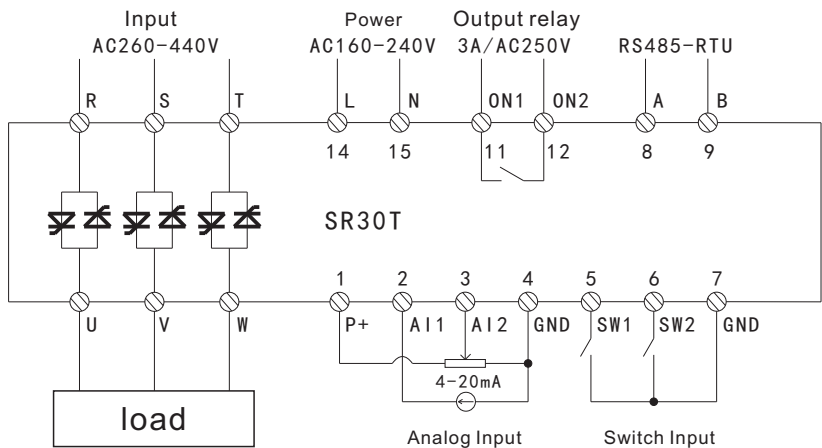 Input Power Output relay
AC260-440V AC160-240V 3A/AC250V RS485-RTU
R S T L N ON1 ON2 A B
14 15 11 12 8 9
SR30T
1 2 3 4 5 6 7
U V W P+ AI1 AI2 GND SW1 SW2 GND
4-20mA
load
Analog Input Switch Input